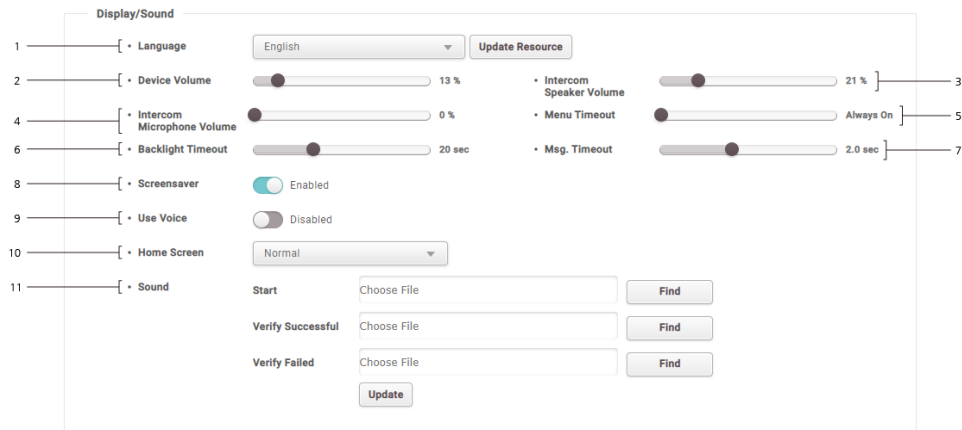 Display/Sound
1 • Language English Update Resource
2 • Device Volume 13 % • Intercom Speaker Volume 21 % 3
4 • Intercom Microphone Volume 0 % • Menu Timeout Always On 5
6 • Backlight Timeout 20 sec • Msg. Timeout 2.0 sec 7
8 • Screensaver Enabled
9 • Use Voice Disabled
10 • Home Screen Normal
11 • Sound Start Choose File Find
Verify Successful Choose File Find
Verify Failed Choose File Find
Update